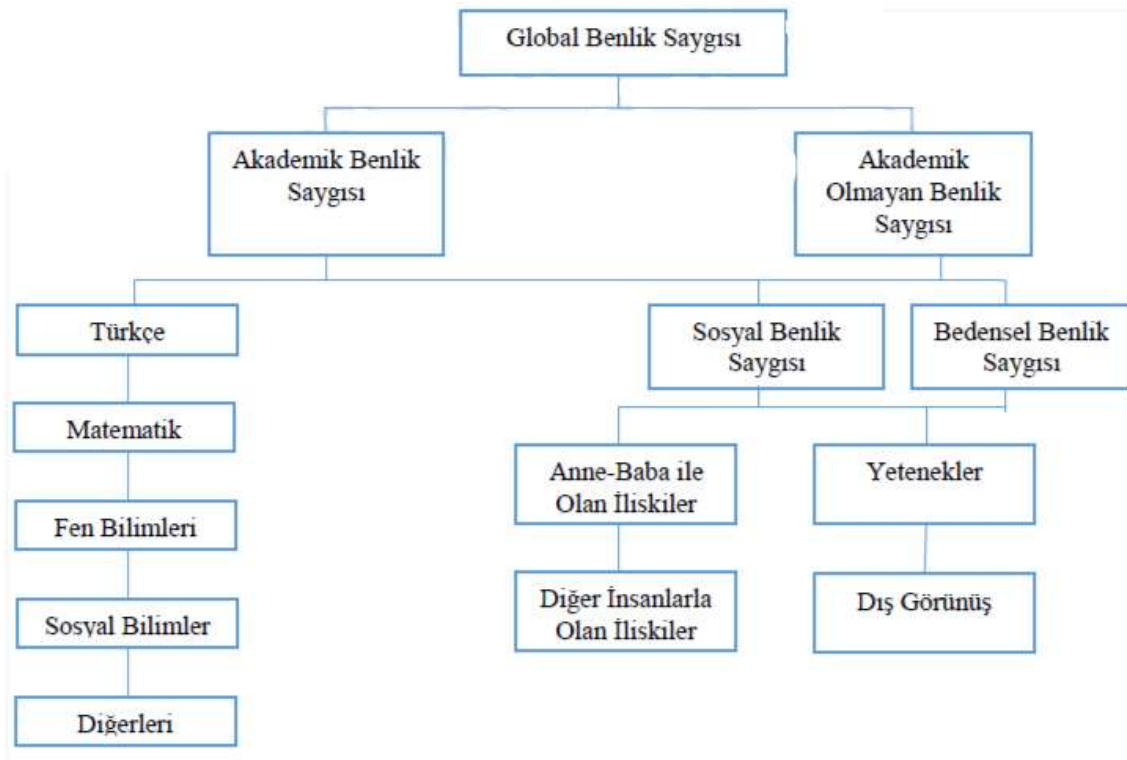 Global Benlik Saygısı
Akademik Benlik
Saygısı
Akademik
Olmayan Benlik
Saygısı
Türkçe
Sosyal Benlik
Saygısı
Bedensel Benlik
Saygısı
Matematik
Anne-Baba ile
Olan İliskiler
Yetenekler
Fen Bilimleri
Diğer İnsanlarla
Olan İliskiler
Dış Görünüş
Sosyal Bilimler
Diğerleri